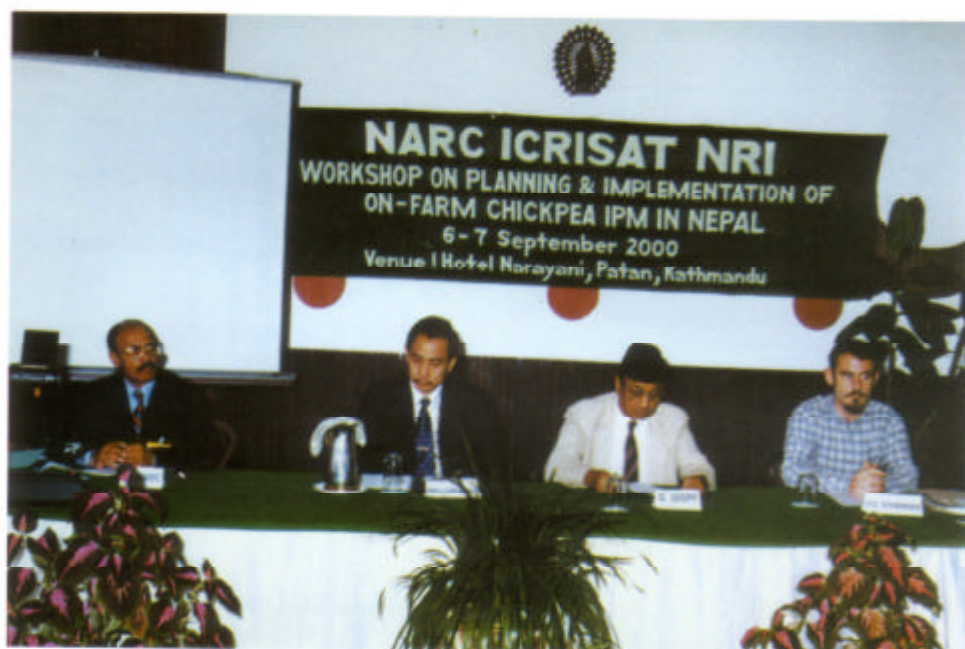 NARC ICRISAT NRI
WORKSHOP ON PLANNING & IMPLEMENTATION OF
ON-FARM CHICKPEA IPM IN NEPAL
6-7 September 2000
Venue | Hotel Narayani, Patan, Kathmandu